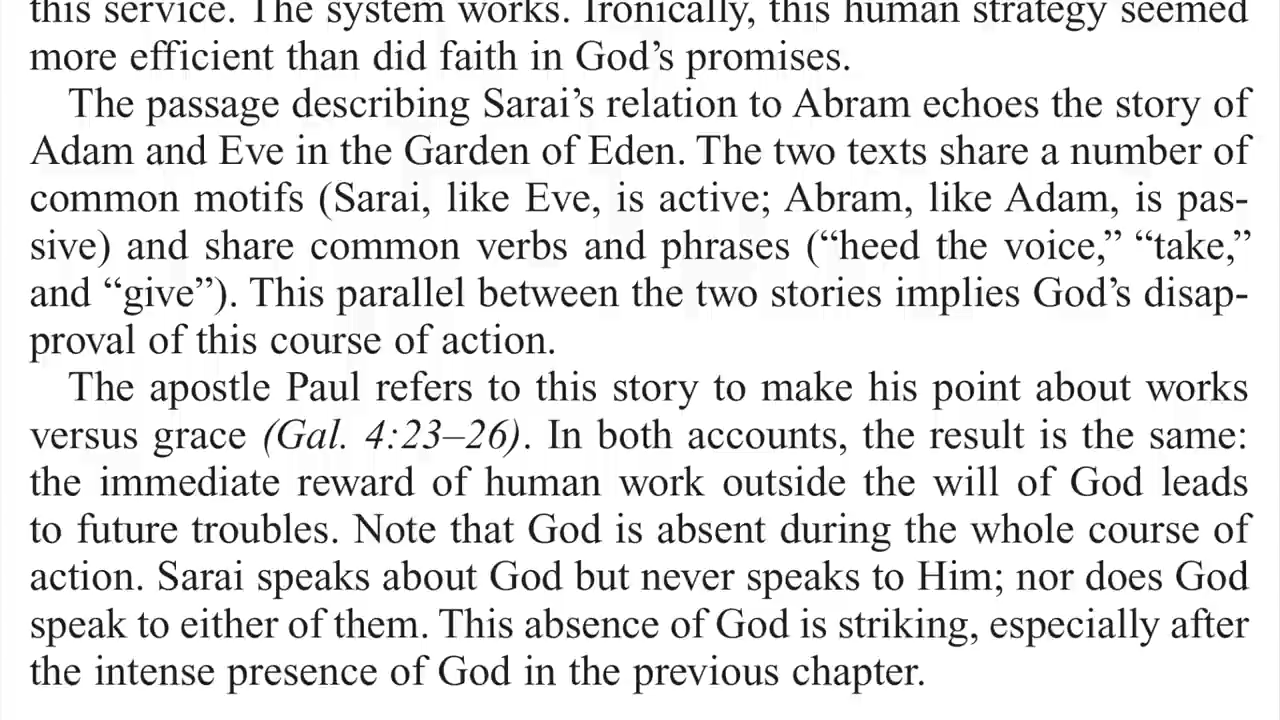 this service. The system works. Ironically, this human strategy seemed
more efficient than did faith in God’s promises.
The passage describing Sarai’s relation to Abram echoes the story of
Adam and Eve in the Garden of Eden. The two texts share a number of
common motifs (Sarai, like Eve, is active; Abram, like Adam, is pas-
sive) and share common verbs and phrases (“heed the voice,” “take,”
and “give”). This parallel between the two stories implies God’s disap-
proval of this course of action.
The apostle Paul refers to this story to make his point about works
versus grace (Gal. 4:23–26). In both accounts, the result is the same:
the immediate reward of human work outside the will of God leads
to future troubles. Note that God is absent during the whole course of
action. Sarai speaks about God but never speaks to Him; nor does God
speak to either of them. This absence of God is striking, especially after
the intense presence of God in the previous chapter.